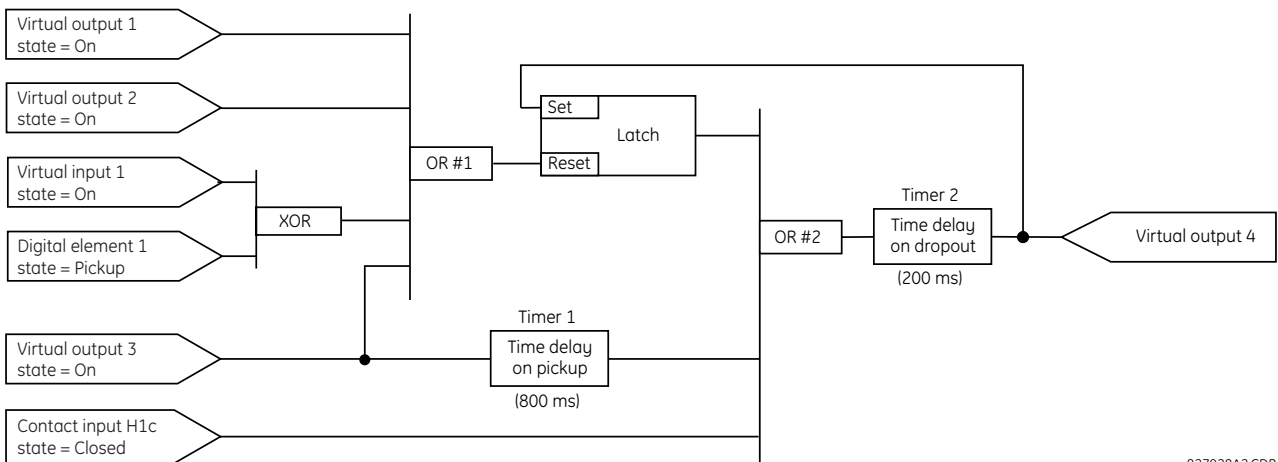 Virtual output 1
state = On
Virtual output 2
state = On
Virtual input 1
state = On
Digital element 1
state = Pickup
XOR
OR #1
Set
Latch
Reset
Virtual output 3
state = On
Timer 1
Time delay
on pickup
(800 ms)
Contact input H1c
state = Closed
OR #2
Timer 2
Time delay
on dropout
(200 ms)
Virtual output 4